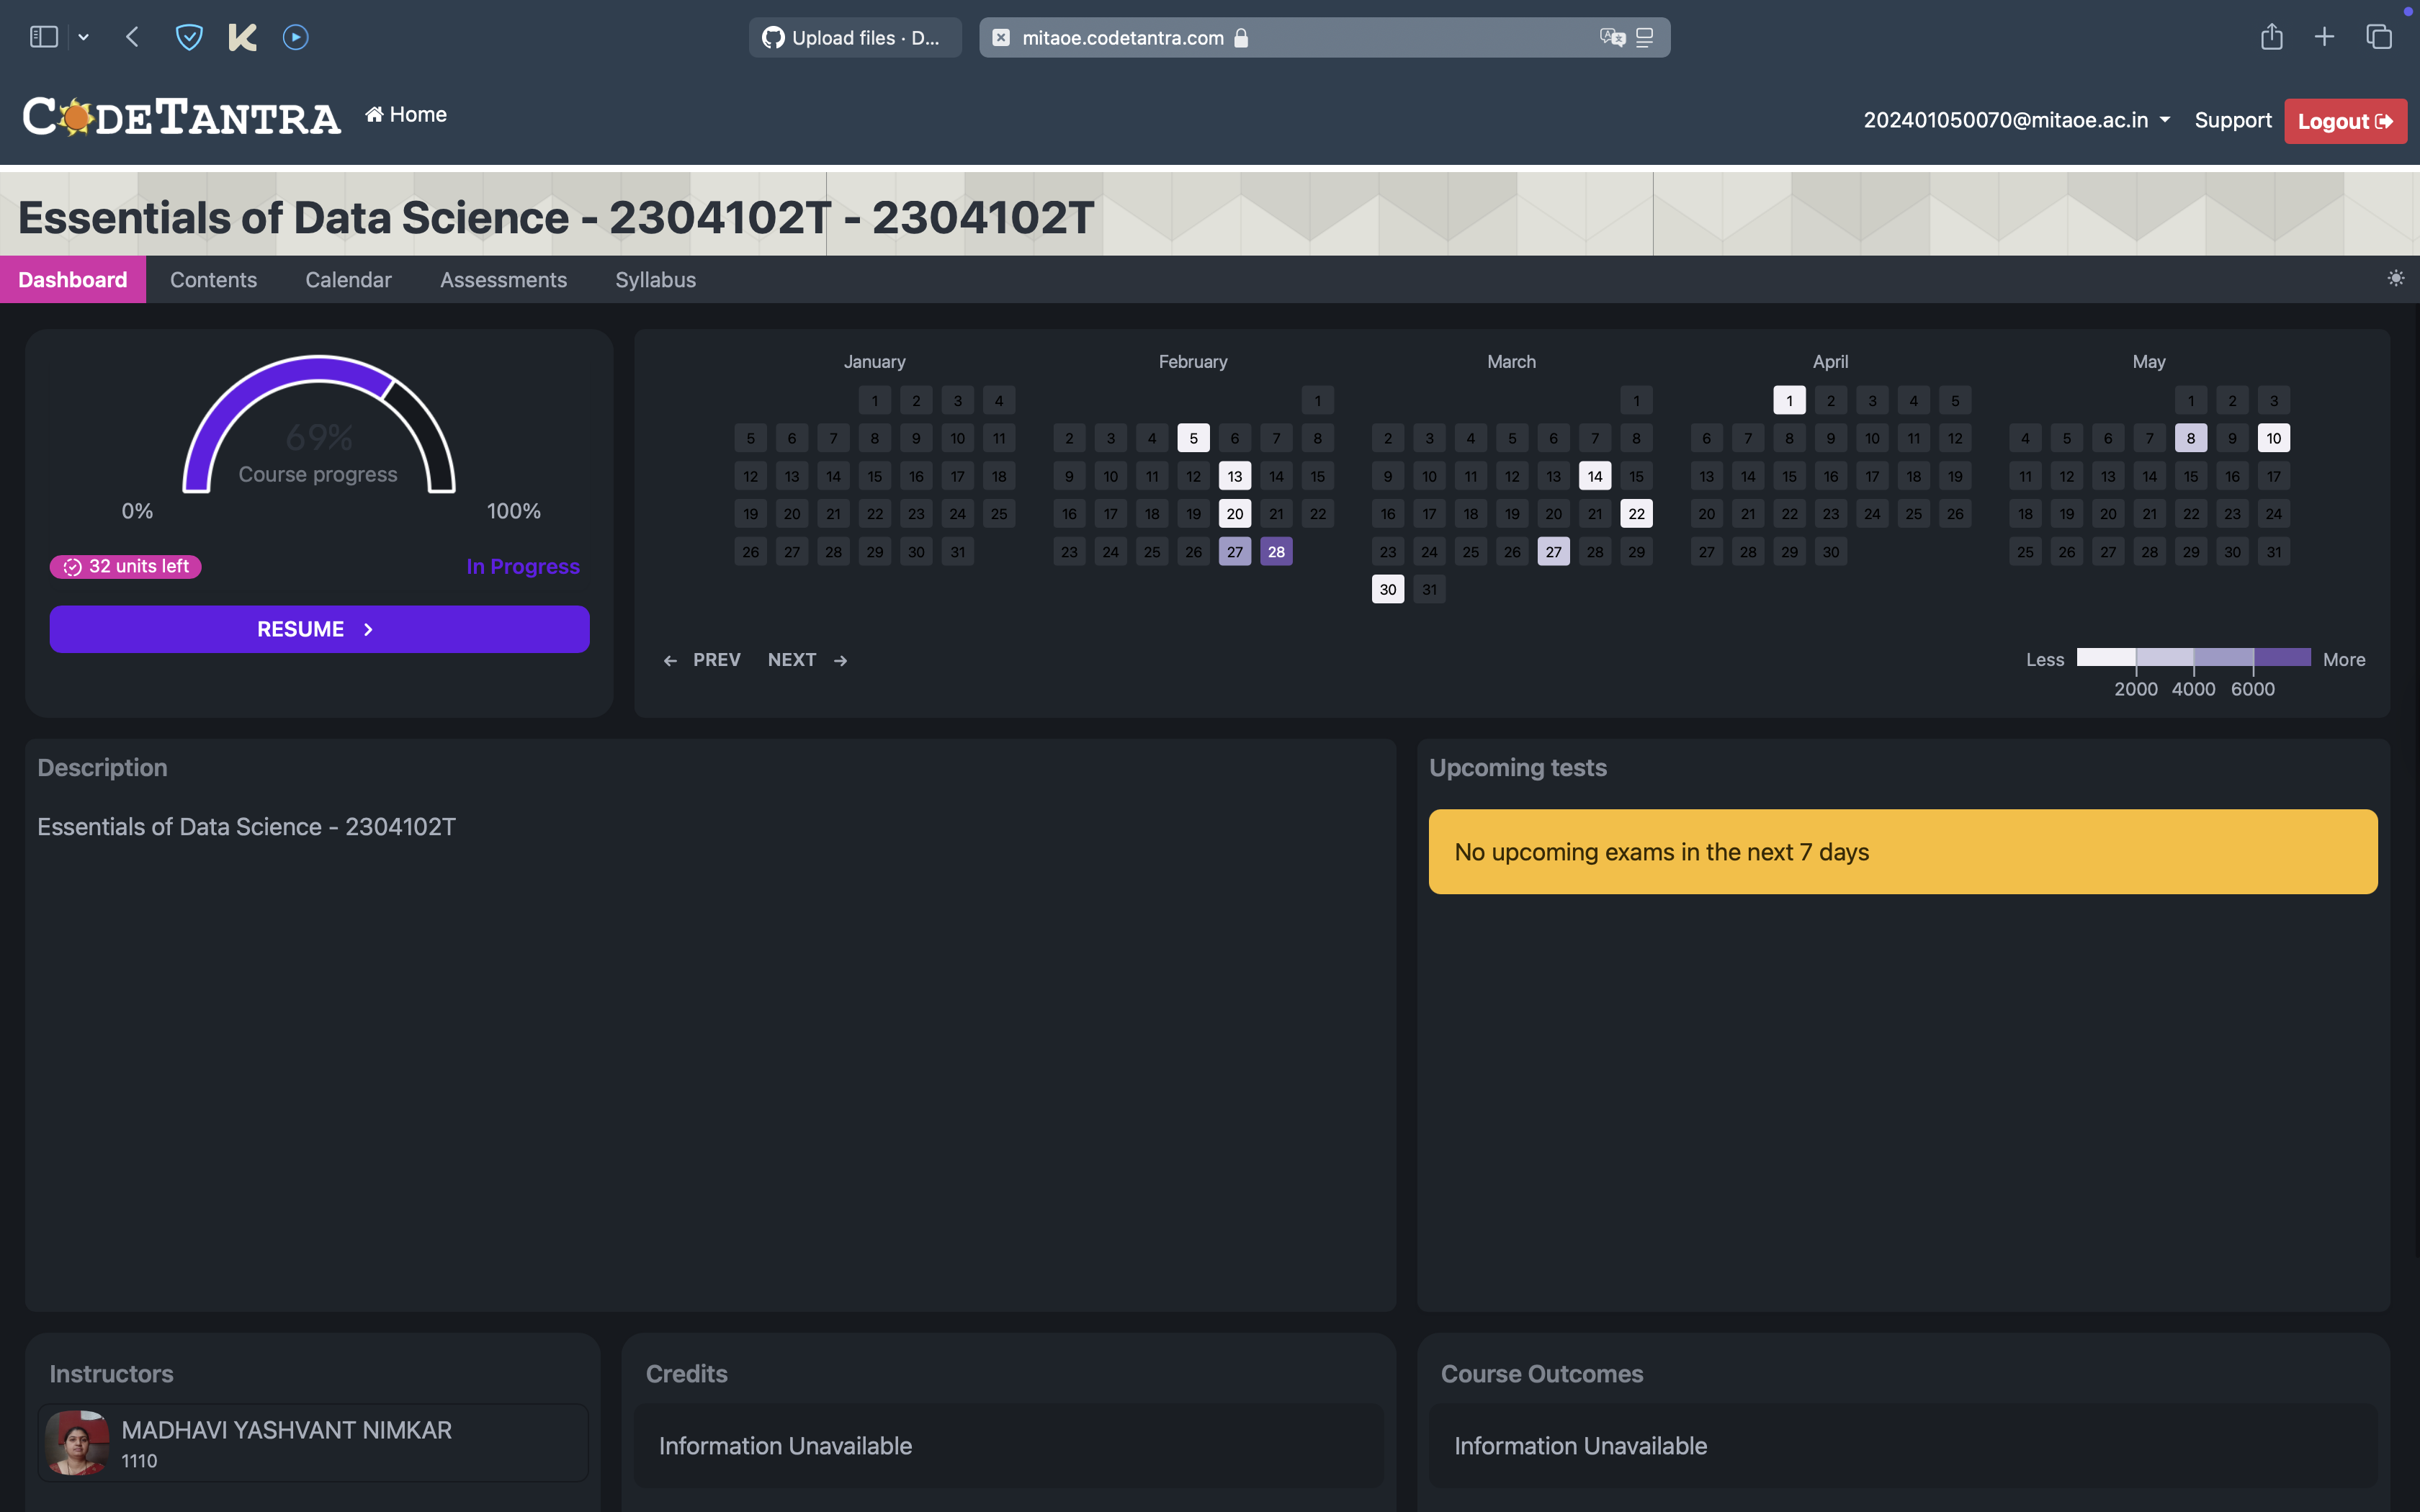 Upload files · D...
mitaoe.codetantra.com
CODETANTRA
Home
202401050070@mitaoe.ac.in
Support
Logout
Essentials of Data Science - 2304102T - 2304102T
Dashboard
Contents
Calendar
Assessments
Syllabus
69%
Course progress
0%
100%
32 units left
In Progress
RESUME
January
1 2 3 4
5 6 7 8 9 10 11
12 13 14 15 16 17 18
19 20 21 22 23 24 25
26 27 28 29 30 31
February
1
2 3 4 5 6 7 8
9 10 11 12 13 14 15
16 17 18 19 20 21 22
23 24 25 26 27 28
March
1
2 3 4 5 6 7 8
9 10 11 12 13 14 15
16 17 18 19 20 21 22
23 24 25 26 27 28 29
30 31
April
1 2 3 4 5
6 7 8 9 10 11 12
13 14 15 16 17 18 19
20 21 22 23 24 25 26
27 28 29 30
May
1 2 3
4 5 6 7 8 9 10
11 12 13 14 15 16 17
18 19 20 21 22 23 24
25 26 27 28 29 30 31
PREV
NEXT
Less
More
2000 4000 6000
Description
Essentials of Data Science - 2304102T
Upcoming tests
No upcoming exams in the next 7 days
Instructors
MADHAVI YASHVANT NIMKAR
1110
Credits
Information Unavailable
Course Outcomes
Information Unavailable